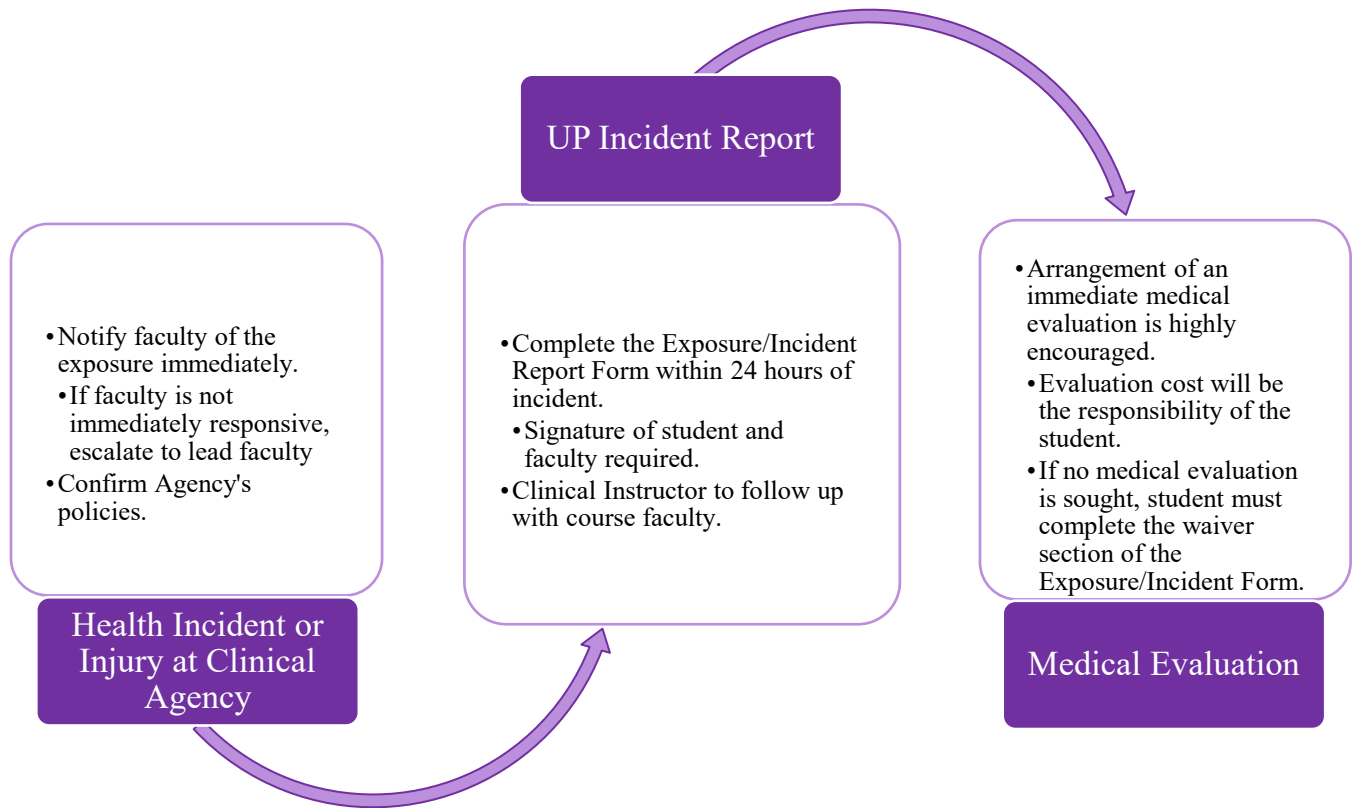 •Notify faculty of the
exposure immediately.
•If faculty is not
immediately responsive,
escalate to lead faculty
•Confirm Agency's
policies.
Health Incident or
Injury at Clinical
Agency
UP Incident Report
•Complete the Exposure/Incident
Report Form within 24 hours of
incident.
•Signature of student and
faculty required.
•Clinical Instructor to follow up
with course faculty.
•Arrangement of an
immediate medical
evaluation is highly
encouraged.
•Evaluation cost will be
the responsibility of the
student.
•If no medical evaluation
is sought, student must
complete the waiver
section of the
Exposure/Incident Form.
Medical Evaluation